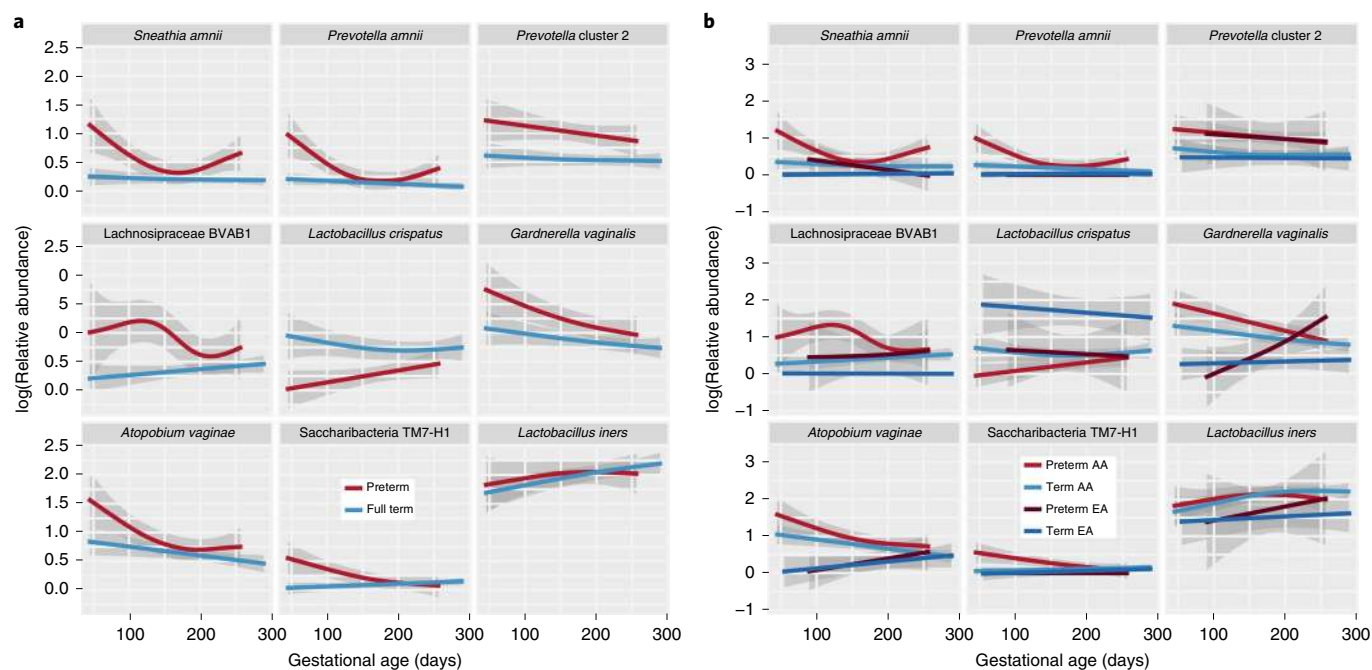 a
Sneathia amnii
Prevotella amnii
Prevotella cluster 2
2.5
2.0
1.5
1.0
0.5
0.0
Lachnosipraceae BVAB1
Lactobacillus crispatus
Gardnerella vaginalis
2.5
0
5
0
0.5
0.0
log(Relative abundance)
Atopobium vaginae
Saccharibacteria TM7-H1
Lactobacillus iners
2.5
2.0
1.5
1.0
0.5
0.0
Preterm
Full term
100 200 300 100 200 300 100 200 300
Gestational age (days)
b
Sneathia amnii
Prevotella amnii
Prevotella cluster 2
3
2
1
0
–1
Lachnosipraceae BVAB1
Lactobacillus crispatus
Gardnerella vaginalis
3
2
1
0
–1
log(Relative abundance)
Atopobium vaginae
Saccharibacteria TM7-H1
Lactobacillus iners
3
2
1
0
–1
Preterm AA
Term AA
Preterm EA
Term EA
100 200 300 100 200 300 100 200 300
Gestational age (days)